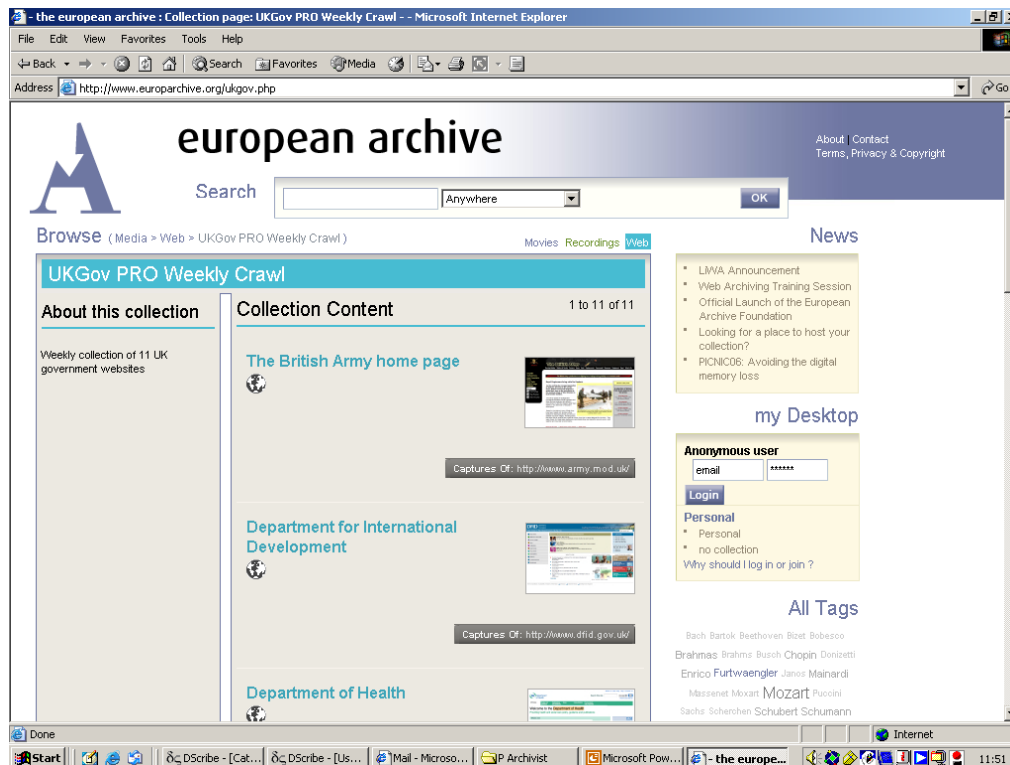 - the european archive : Collection page: UKGov PRO Weekly Crawl - - Microsoft Internet Explorer
File Edit View Favorites Tools Help
Back Search Favorites Media
Address http://www.europarchive.org/ukgov.php Go
european archive
About | Contact
Terms, Privacy & Copyright
Search Anywhere OK
Browse ( Media > Web > UKGov PRO Weekly Crawl )
Movies Recordings Web
UKGov PRO Weekly Crawl
About this collection
Weekly collection of 11 UK
government websites
Collection Content 1 to 11 of 11
The British Army home page
Captures Of: http://www.army.mod.uk/
Department for International
Development
Captures Of: http://www.dfid.gov.uk/
Department of Health
News
LIWA Announcement
Web Archiving Training Session
Official Launch of the European
Archive Foundation
Looking for a place to host your
collection?
PICNIC06: Avoiding the digital
memory loss
my Desktop
Anonymous user
email ******
Login
Personal
Personal
no collection
Why should I log in or join ?
All Tags
Bach Bartok Beethoven Bizet Bobesco
Brahmas Brahms Busch Chopin Donizetti
Enrico Furtwaengler Janos Mainardi
Massenet Moxart Mozart Puccini
Sachs Scherchen Schubert Schumann
Done Internet
Start DScribe - [Cat... DScribe - [Us... Mail - Microso... P Archivist Microsoft Pow... - the europe... 11:51